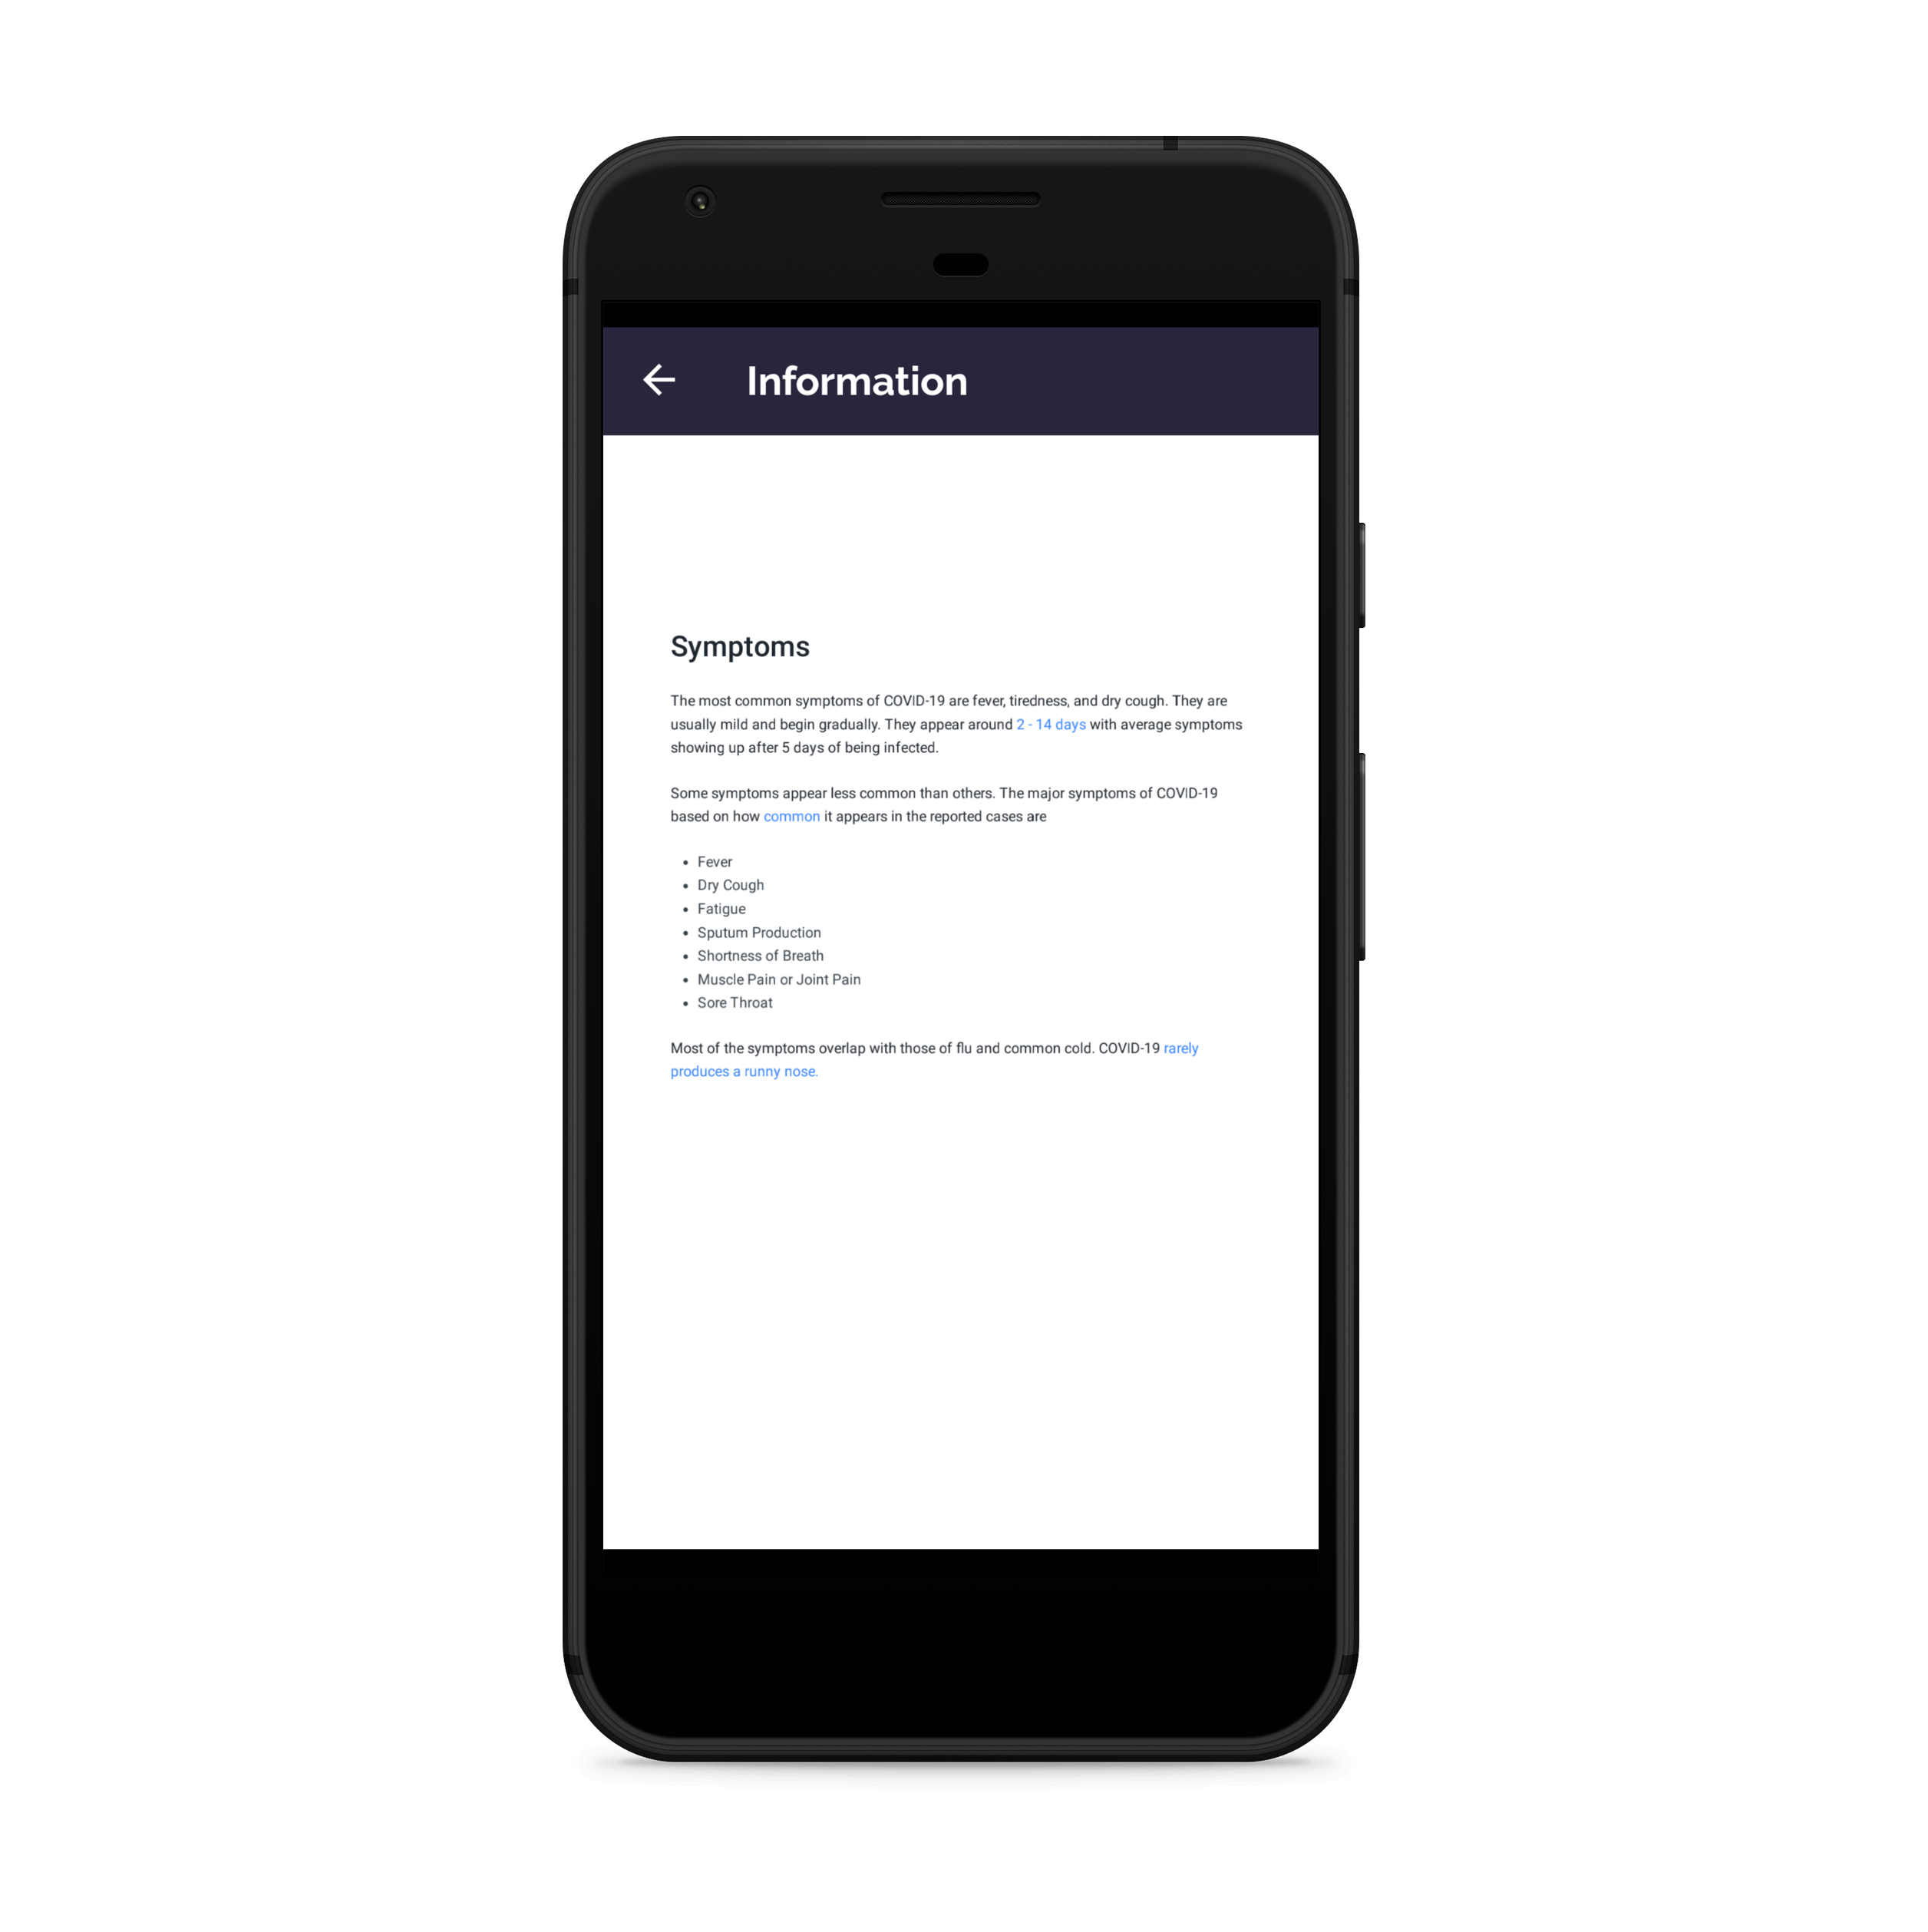 Information
Symptoms
The most common symptoms of COVID-19 are fever, tiredness, and dry cough. They are
usually mild and begin gradually. They appear around 2 - 14 days with average symptoms
showing up after 5 days of being infected.
Some symptoms appear less common than others. The major symptoms of COVID-19
based on how common it appears in the reported cases are
• Fever
• Dry Cough
• Fatigue
• Sputum Production
• Shortness of Breath
• Muscle Pain or Joint Pain
• Sore Throat
Most of the symptoms overlap with those of flu and common cold. COVID-19 rarely
produces a runny nose.